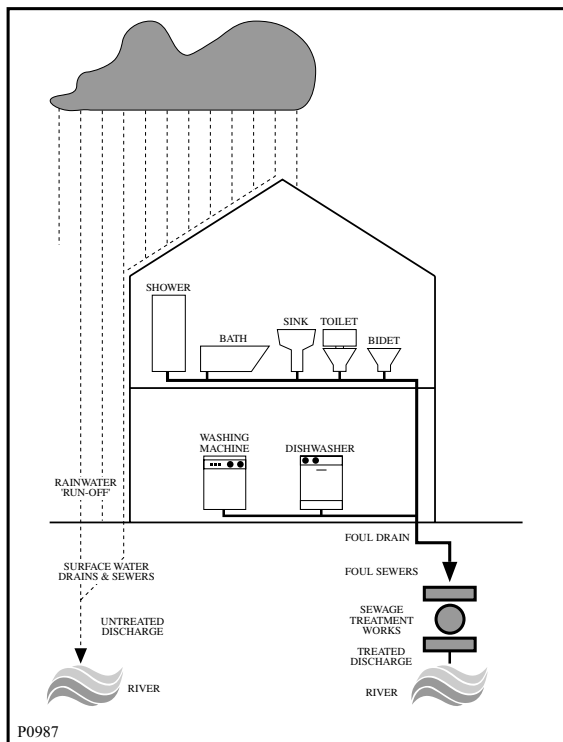 SHOWER
BATH
SINK
TOILET
BIDET
WASHING
MACHINE
DISHWASHER
RAINWATER
'RUN-OFF'
FOUL DRAIN
SURFACE WATER
DRAINS & SEWERS
FOUL SEWERS
SEWAGE
TREATMENT
WORKS
UNTREATED
DISCHARGE
TREATED
DISCHARGE
RIVER
RIVER
P0987